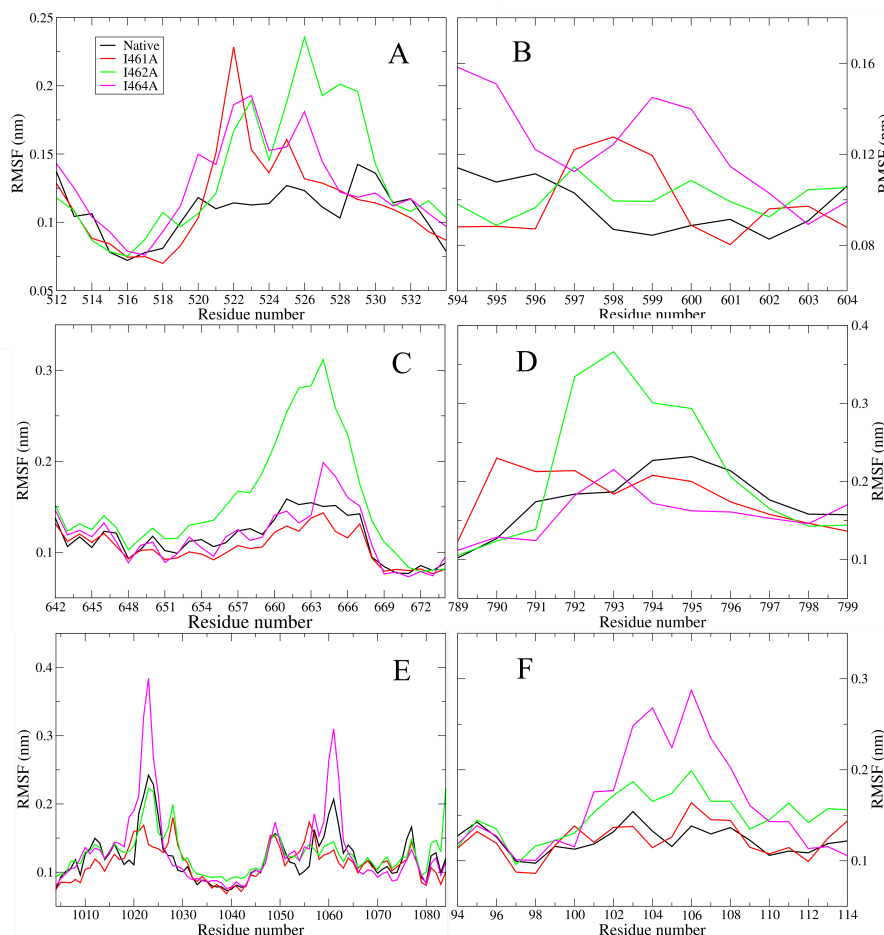 0.25
0.2
0.15
0.1
0.05
RMSF (nm)
Native
I461A
I462A
I464A
A
512 514 516 518 520 522 524 526 528 530 532
Residue number
B
0.16
0.12
0.08
RMSF (nm)
594 595 596 597 598 599 600 601 602 603 604
Residue number
0.3
0.2
0.1
RMSF (nm)
C
642 645 648 651 654 657 660 663 666 669 672
Residue number
D
0.4
0.3
0.2
0.1
RMSF (nm)
789 790 791 792 793 794 795 796 797 798 799
Residue number
0.4
0.3
0.2
0.1
RMSF (nm)
E
1010 1020 1030 1040 1050 1060 1070 1080
Residue number
F
0.3
0.2
0.1
RMSF (nm)
94 96 98 100 102 104 106 108 110 112 114
Residue number